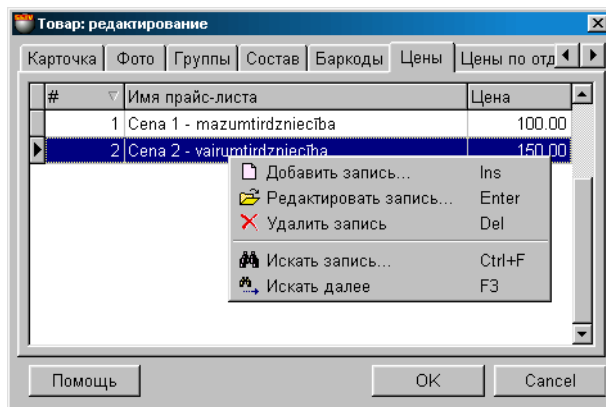 Товар: редактирование
Карточка Фото Группы Состав Баркоды Цены Цены по отд
# Имя прайс-листа Цена
1 Cena 1 - mazumtirdzniecība 100.00
2 Cena 2 - vairumtirdzniecība 150.00
Добавить запись... Ins
Редактировать запись... Enter
Удалить запись Del
Искать запись... Ctrl+F
Искать далее F3
Помощь OK Cancel